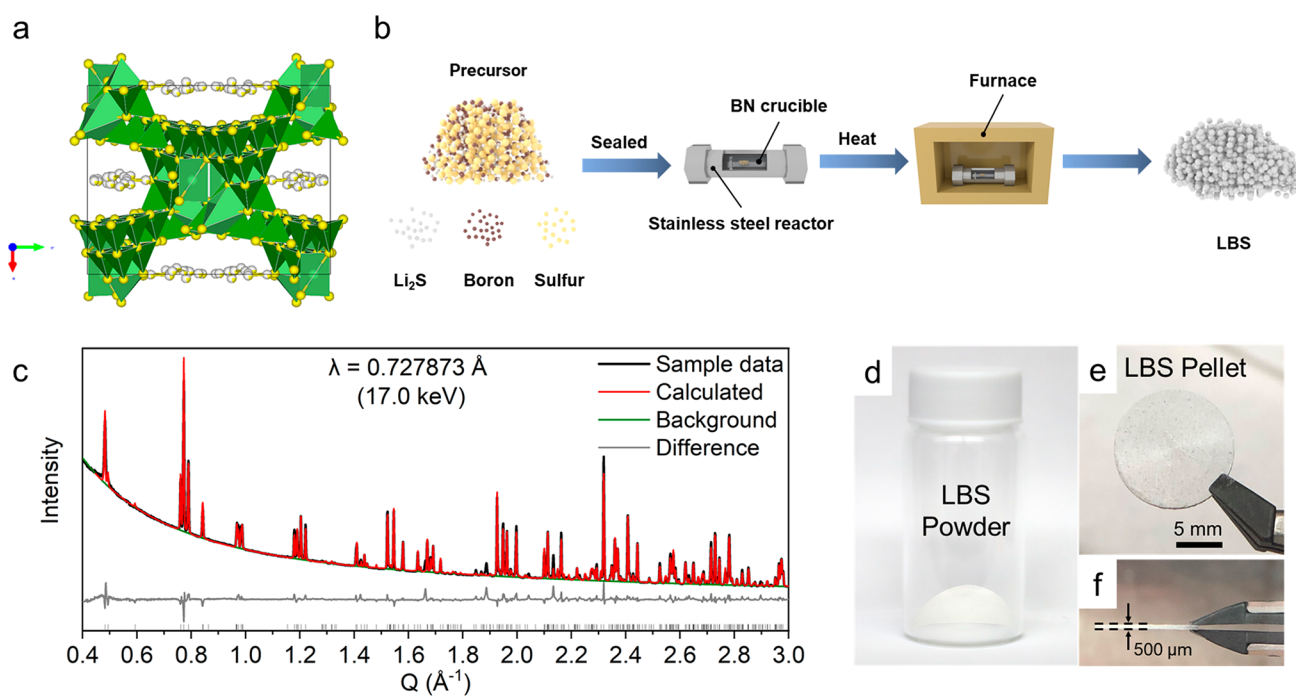 a
b
Precursor
Li₂S
Boron
Sulfur
Sealed
BN crucible
Stainless steel reactor
Heat
Furnace
LBS
c
λ = 0.727873 Å
(17.0 keV)
Sample data
Calculated
Background
Difference
Intensity
0.4 0.6 0.8 1.0 1.2 1.4 1.6 1.8 2.0 2.2 2.4 2.6 2.8 3.0
Q (Å⁻¹)
d
LBS
Powder
e
LBS Pellet
5 mm
f
500 µm